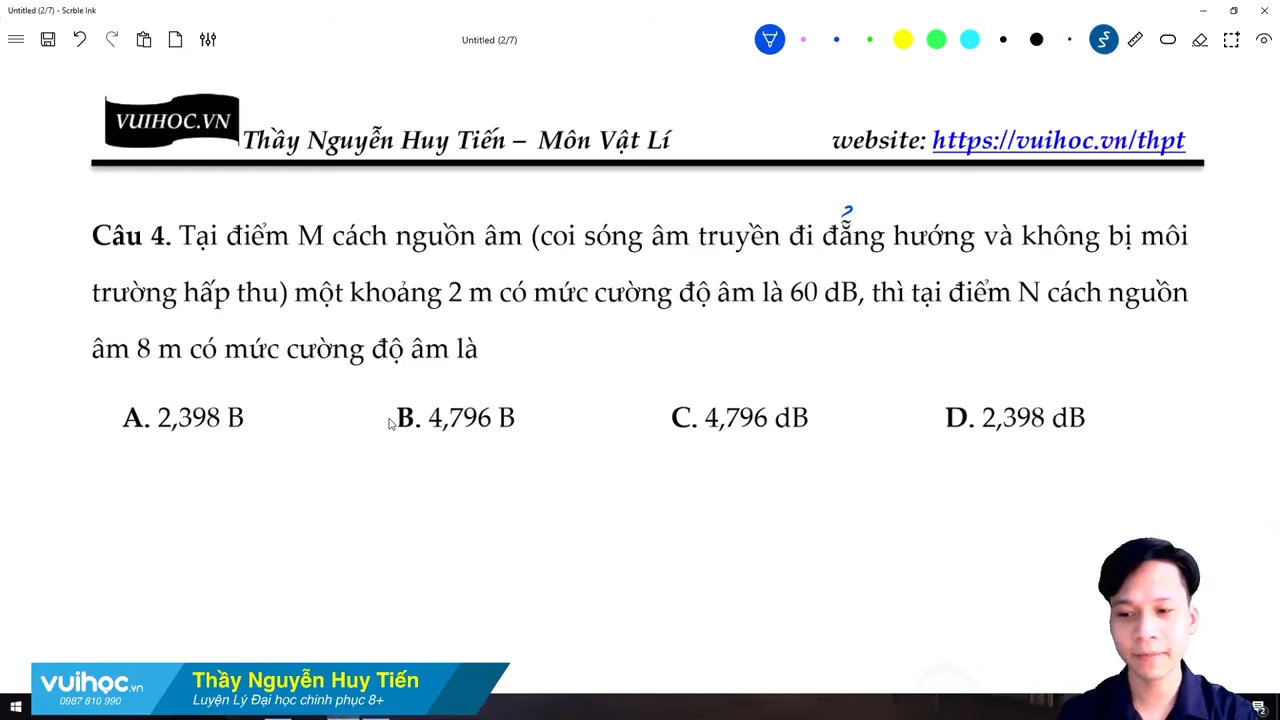 Untitled (2/7) - Scrble Ink
Untitled (2/7)
VUIHOC.VN
Thầy Nguyễn Huy Tiến – Môn Vật Lí website: https://vuihoc.vn/thpt
Câu 4. Tại điểm M cách nguồn âm (coi sóng âm truyền đi đẵng hướng và không bị môi
trường hấp thu) một khoảng 2 m có mức cường độ âm là 60 dB, thì tại điểm N cách nguồn
âm 8 m có mức cường độ âm là
A. 2,398 B B. 4,796 B C. 4,796 dB D. 2,398 dB
vuihọc.vn
0987 810 990
Thầy Nguyễn Huy Tiến
Luyện Lý Đại học chinh phục 8+
2